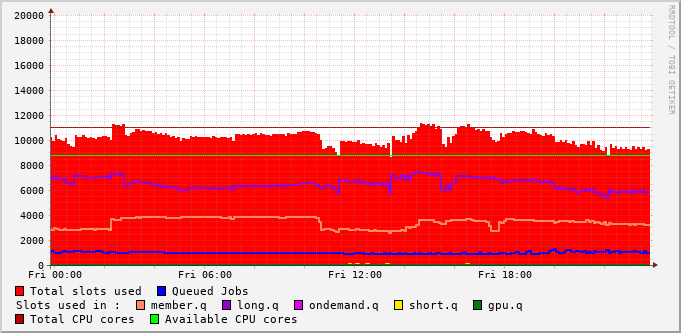 20000
18000
16000
14000
12000
10000
8000
6000
4000
2000
0
Fri 00:00 Fri 06:00 Fri 12:00 Fri 18:00
RRDTOOL / TOBI OETIKER
Total slots used Queued Jobs
Slots used in : member.q long.q ondemand.q short.q gpu.q
Total CPU cores Available CPU cores